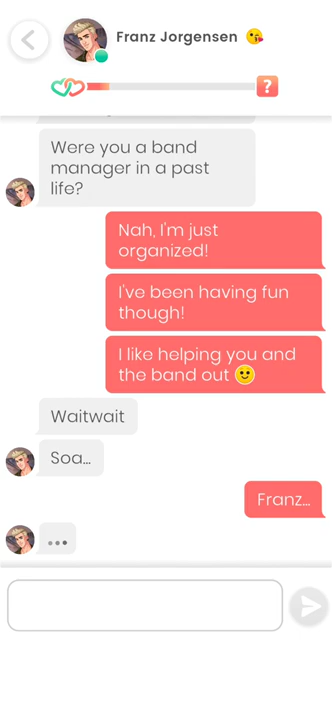 Franz Jorgensen 😘
?
Were you a band
manager in a past
life?
Nah, I'm just
organized!
I've been having fun
though!
I like helping you and
the band out 🙂
Waitwait
Soa...
Franz...
...